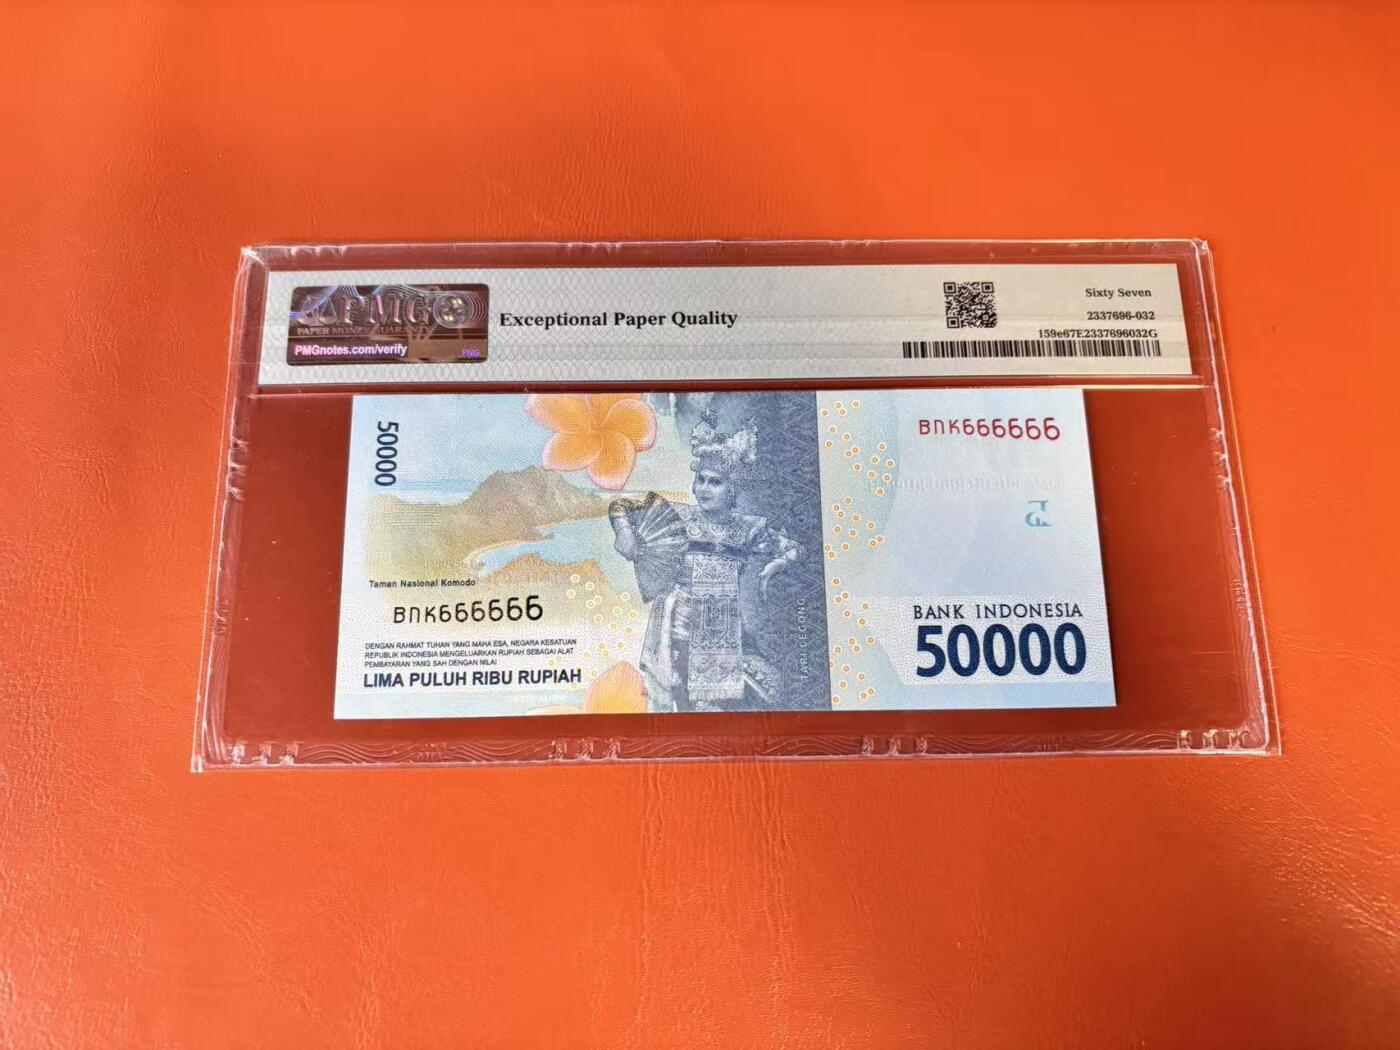 PMG
PAPER MONEY GUARANTY
PMGnotes.com/verify
PNG
Exceptional Paper Quality
Sixty Seven
2337696-032
159e67E2337696032G
50000
BNK666666
Taman Nasional Komodo
BNK666666
DENGAN RAHMAT TUHAN YANG MAHA ESA, NEGARA KESATUAN
REPUBLIK INDONESIA MENGELUARKAN RUPIAH SEBAGAI ALAT
PEMBAYARAN YANG SAH DENGAN NILAI
LIMA PULUH RIBU RUPIAH
TARI LEGONG
BANK INDONESIA
50000